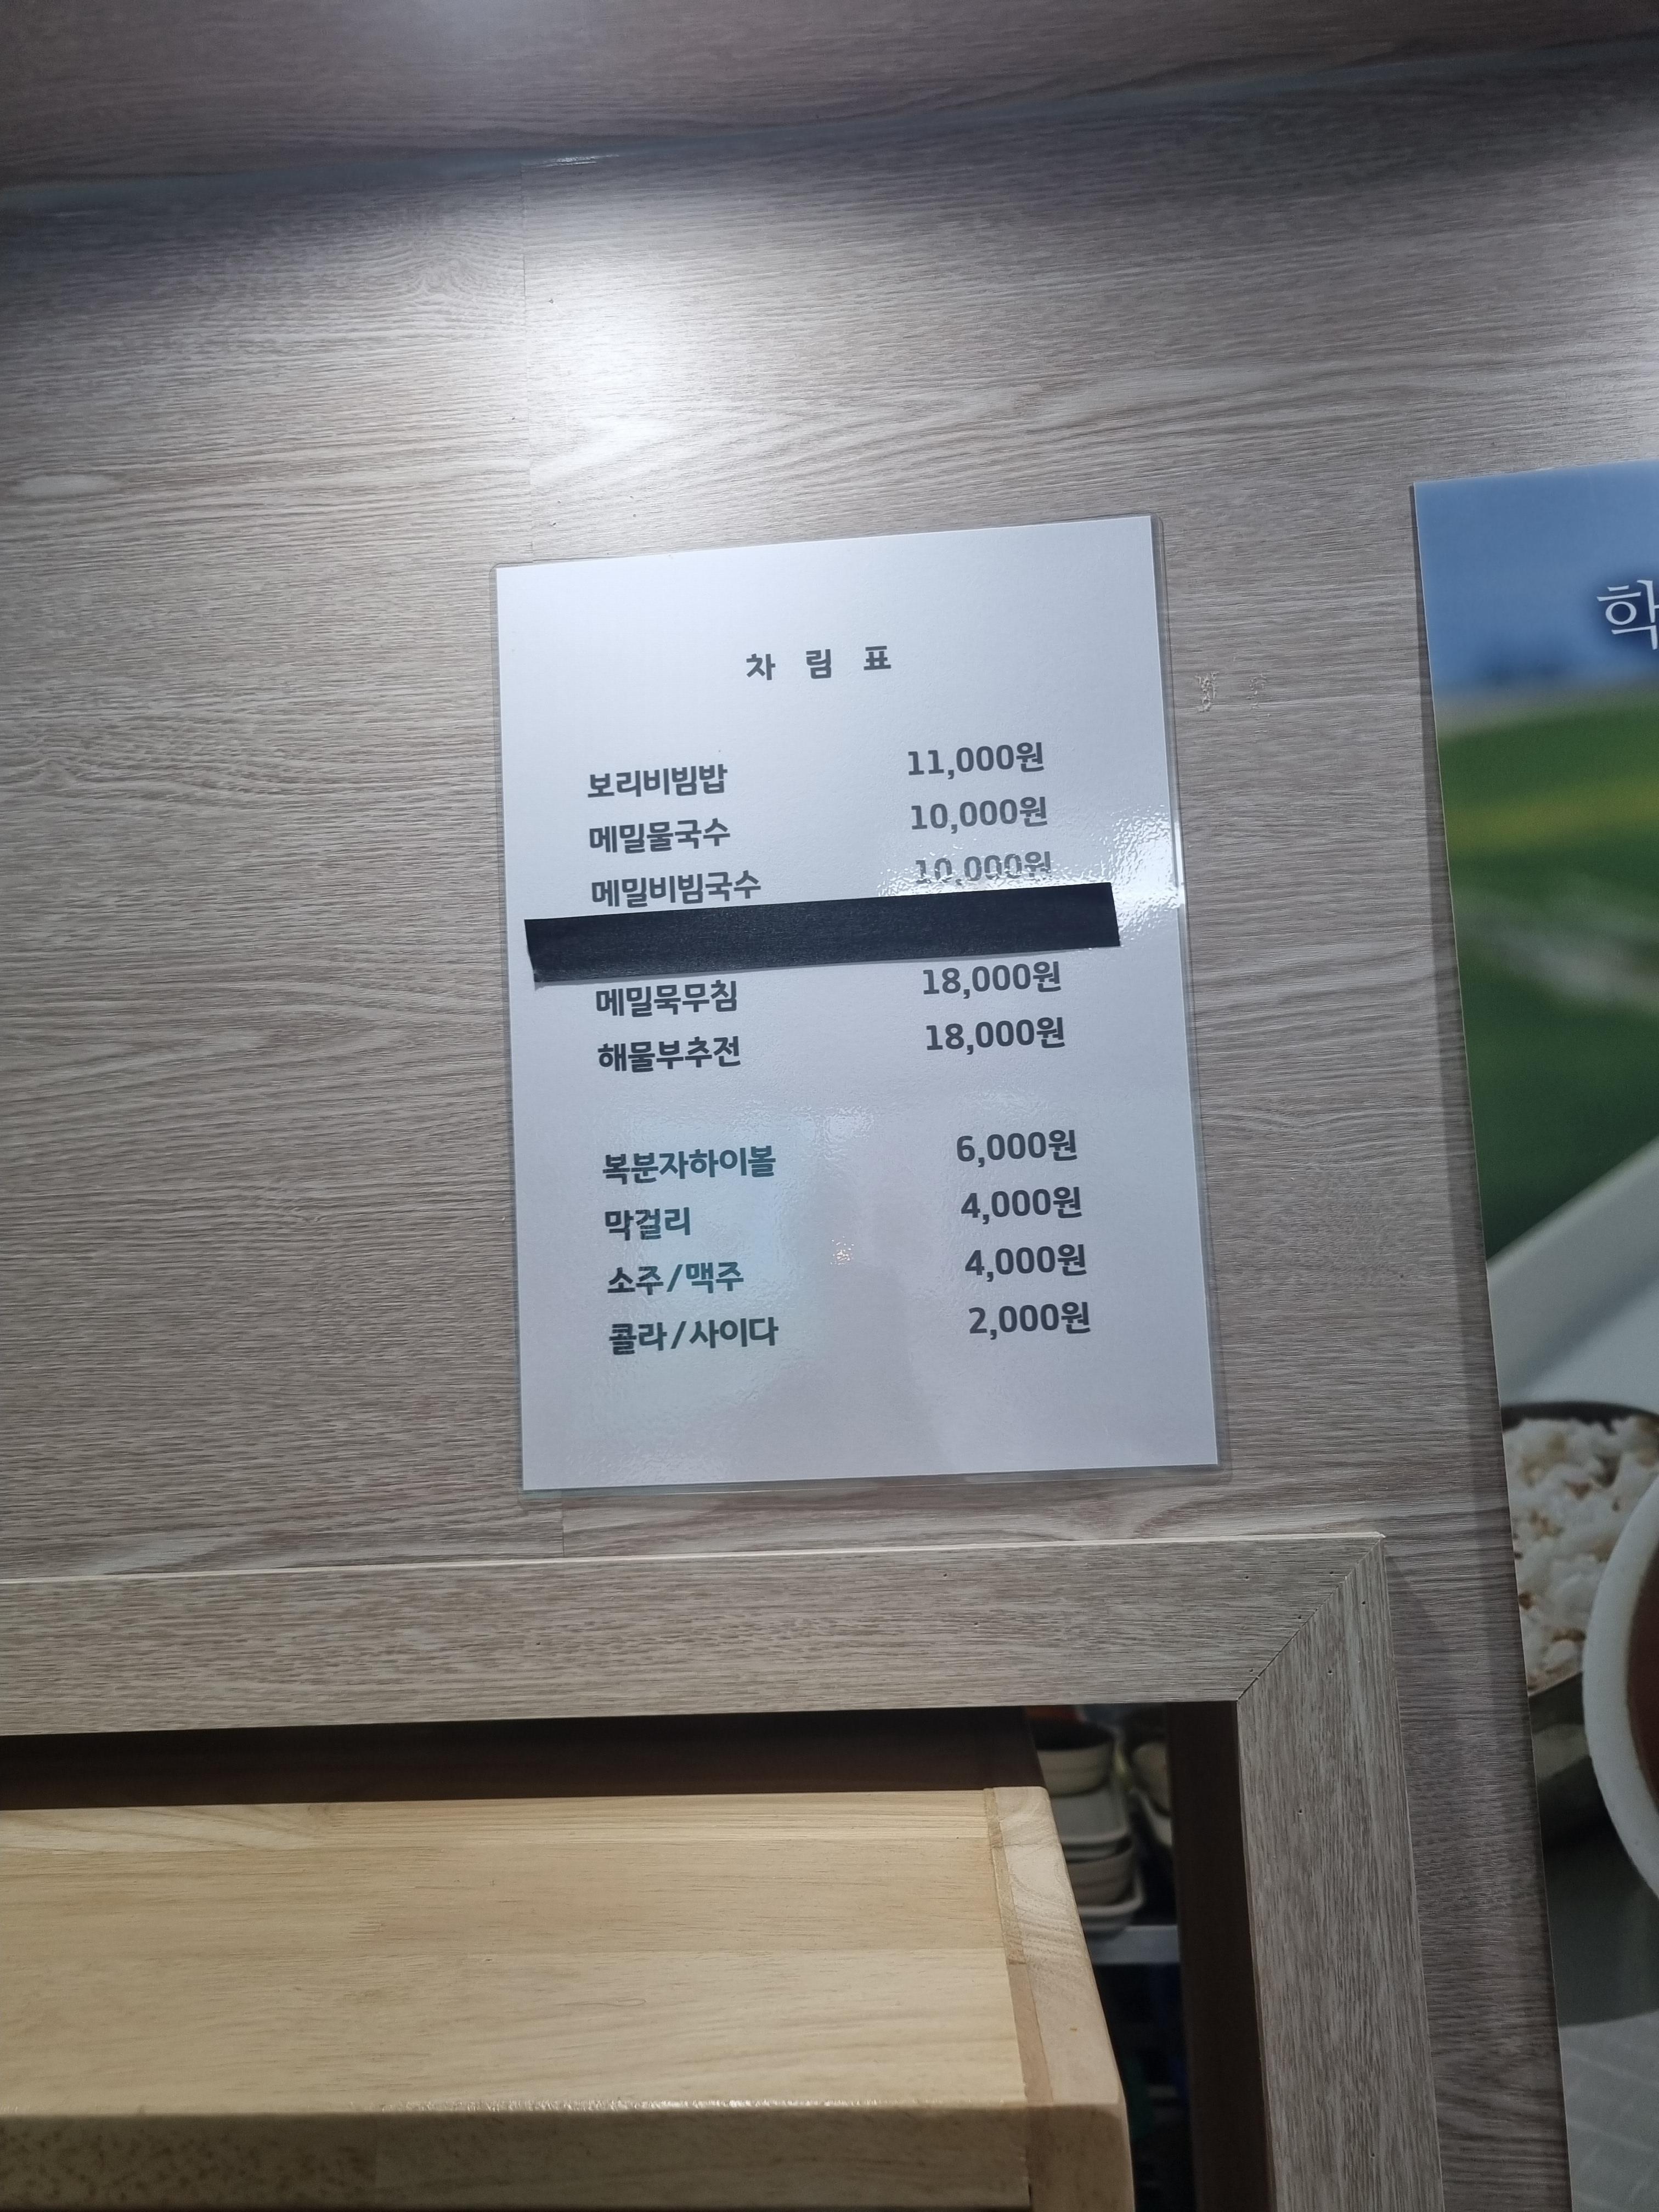 차 림 표
보리비빔밥 11,000원
메밀물국수 10,000원
메밀비빔국수 10,000원
메밀묵무침 18,000원
해물부추전 18,000원
복분자하이볼 6,000원
막걸리 4,000원
소주/맥주 4,000원
콜라/사이다 2,000원
학